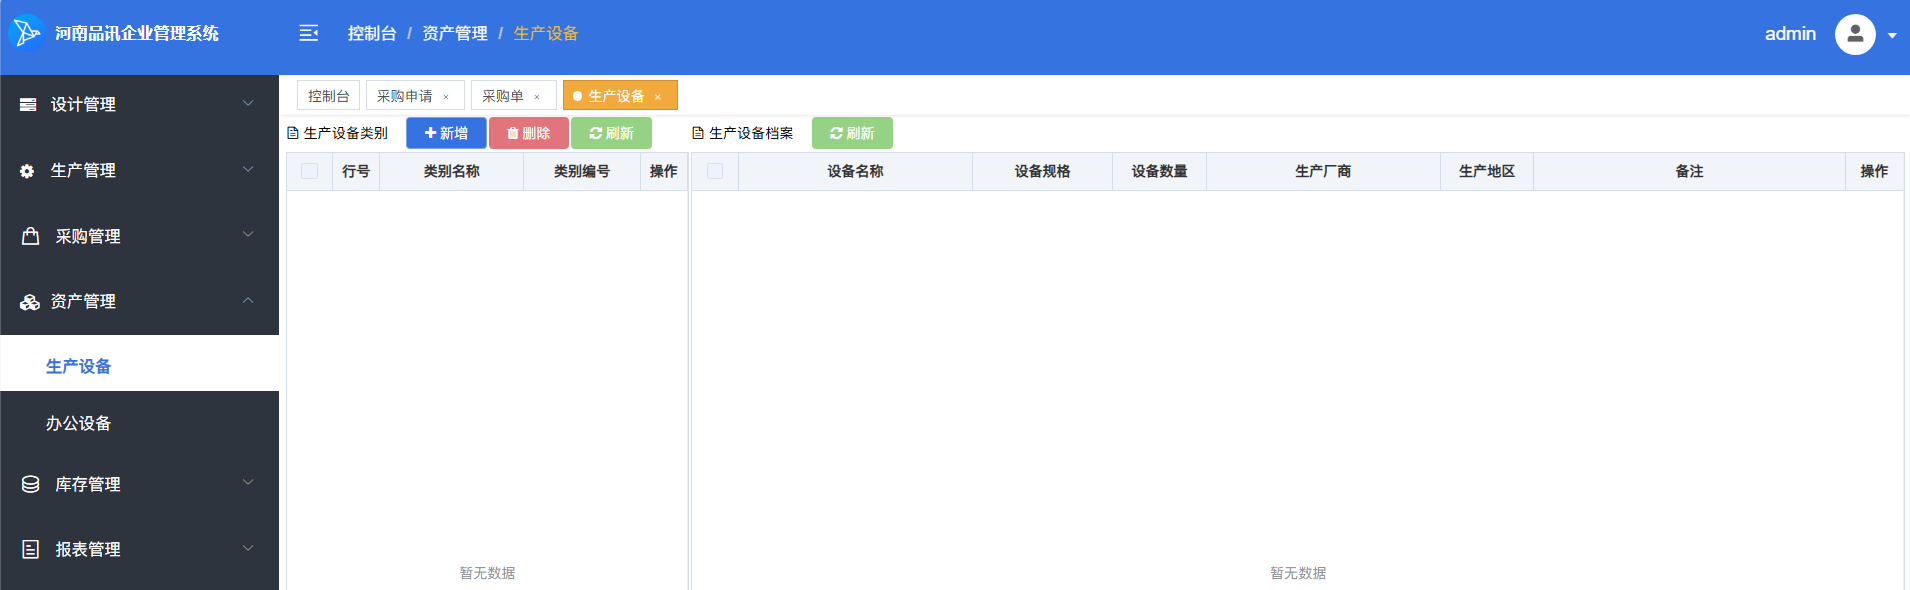 河南品讯企业管理系统
控制台 / 资产管理 / 生产设备
admin
设计管理
生产管理
采购管理
资产管理
生产设备
办公设备
库存管理
报表管理
控制台 采购申请 × 采购单 × 生产设备 ×
生产设备类别 新增 删除 刷新
行号 类别名称 类别编号 操作
暂无数据
生产设备档案 刷新
设备名称 设备规格 设备数量 生产厂商 生产地区 备注 操作
暂无数据